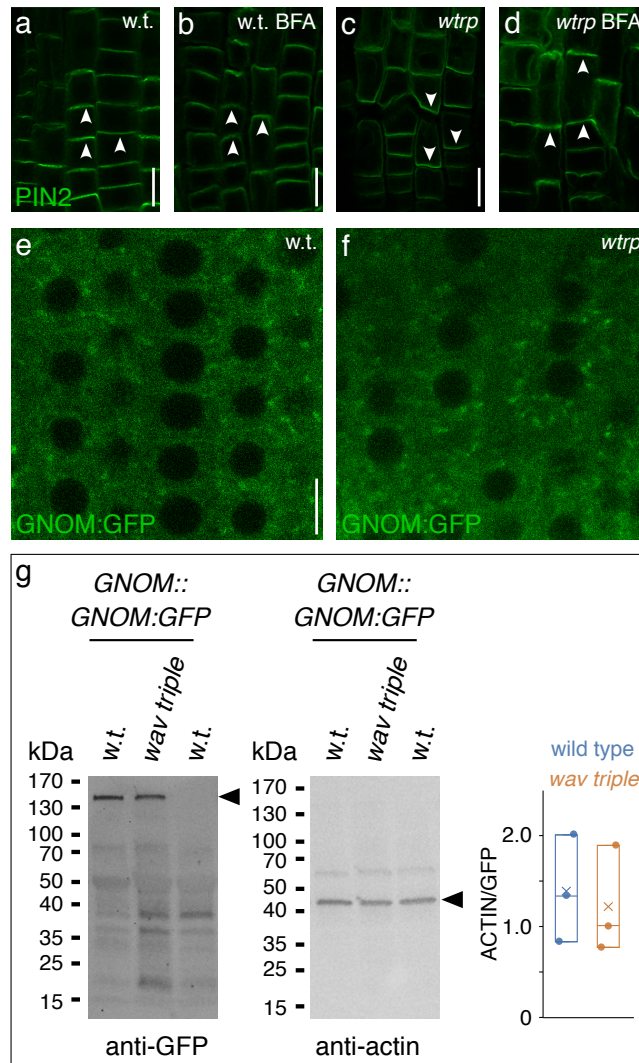 a w.t.
b w.t. BFA
c wtrp
d wtrp BFA
PIN2
e w.t.
f wtrp
GNOM:GFP
GNOM:GFP
g
GNOM::
GNOM:GFP
GNOM::
GNOM:GFP
w.t. wav triple w.t.
w.t. wav triple w.t.
kDa
170
130
100
70
50
40
35
25
15
anti-GFP
kDa
170
130
100
70
50
40
35
25
15
anti-actin
wild type
wav triple
ACTIN/GFP
2.0
1.0
0